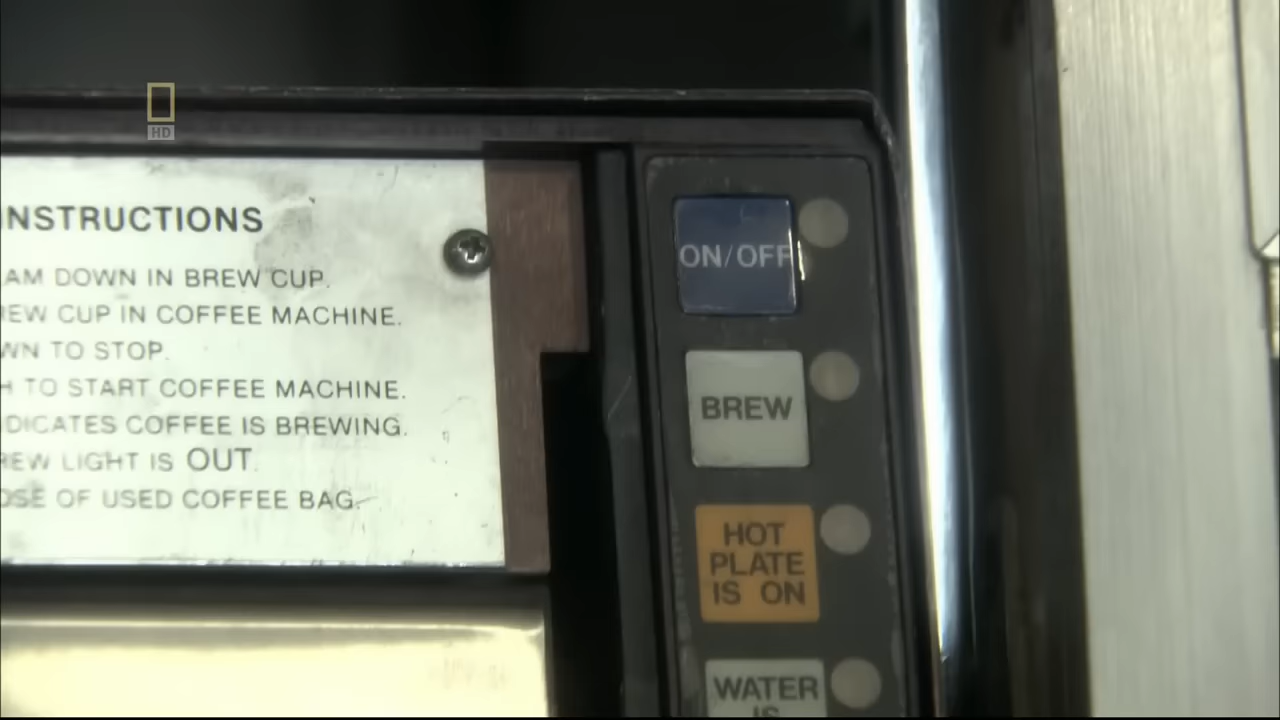 HD
INSTRUCTIONS
AM DOWN IN BREW CUP.
REW CUP IN COFFEE MACHINE.
WN TO STOP.
H TO START COFFEE MACHINE.
DICATES COFFEE IS BREWING.
REW LIGHT IS OUT.
OSE OF USED COFFEE BAG.
ON/OFF
BREW
HOT
PLATE
IS ON
WATER
IS